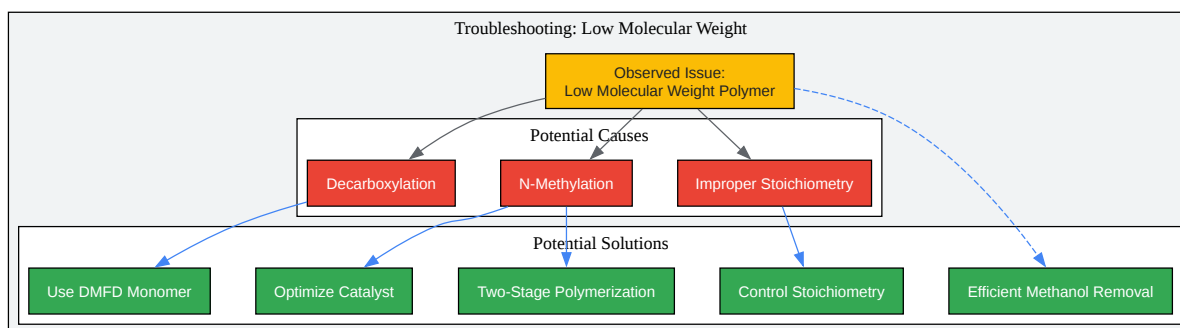 Troubleshooting: Low Molecular Weight
Observed Issue:
Low Molecular Weight Polymer
Potential Causes
Decarboxylation
N-Methylation
Improper Stoichiometry
Potential Solutions
Use DMFD Monomer
Optimize Catalyst
Two-Stage Polymerization
Control Stoichiometry
Efficient Methanol Removal